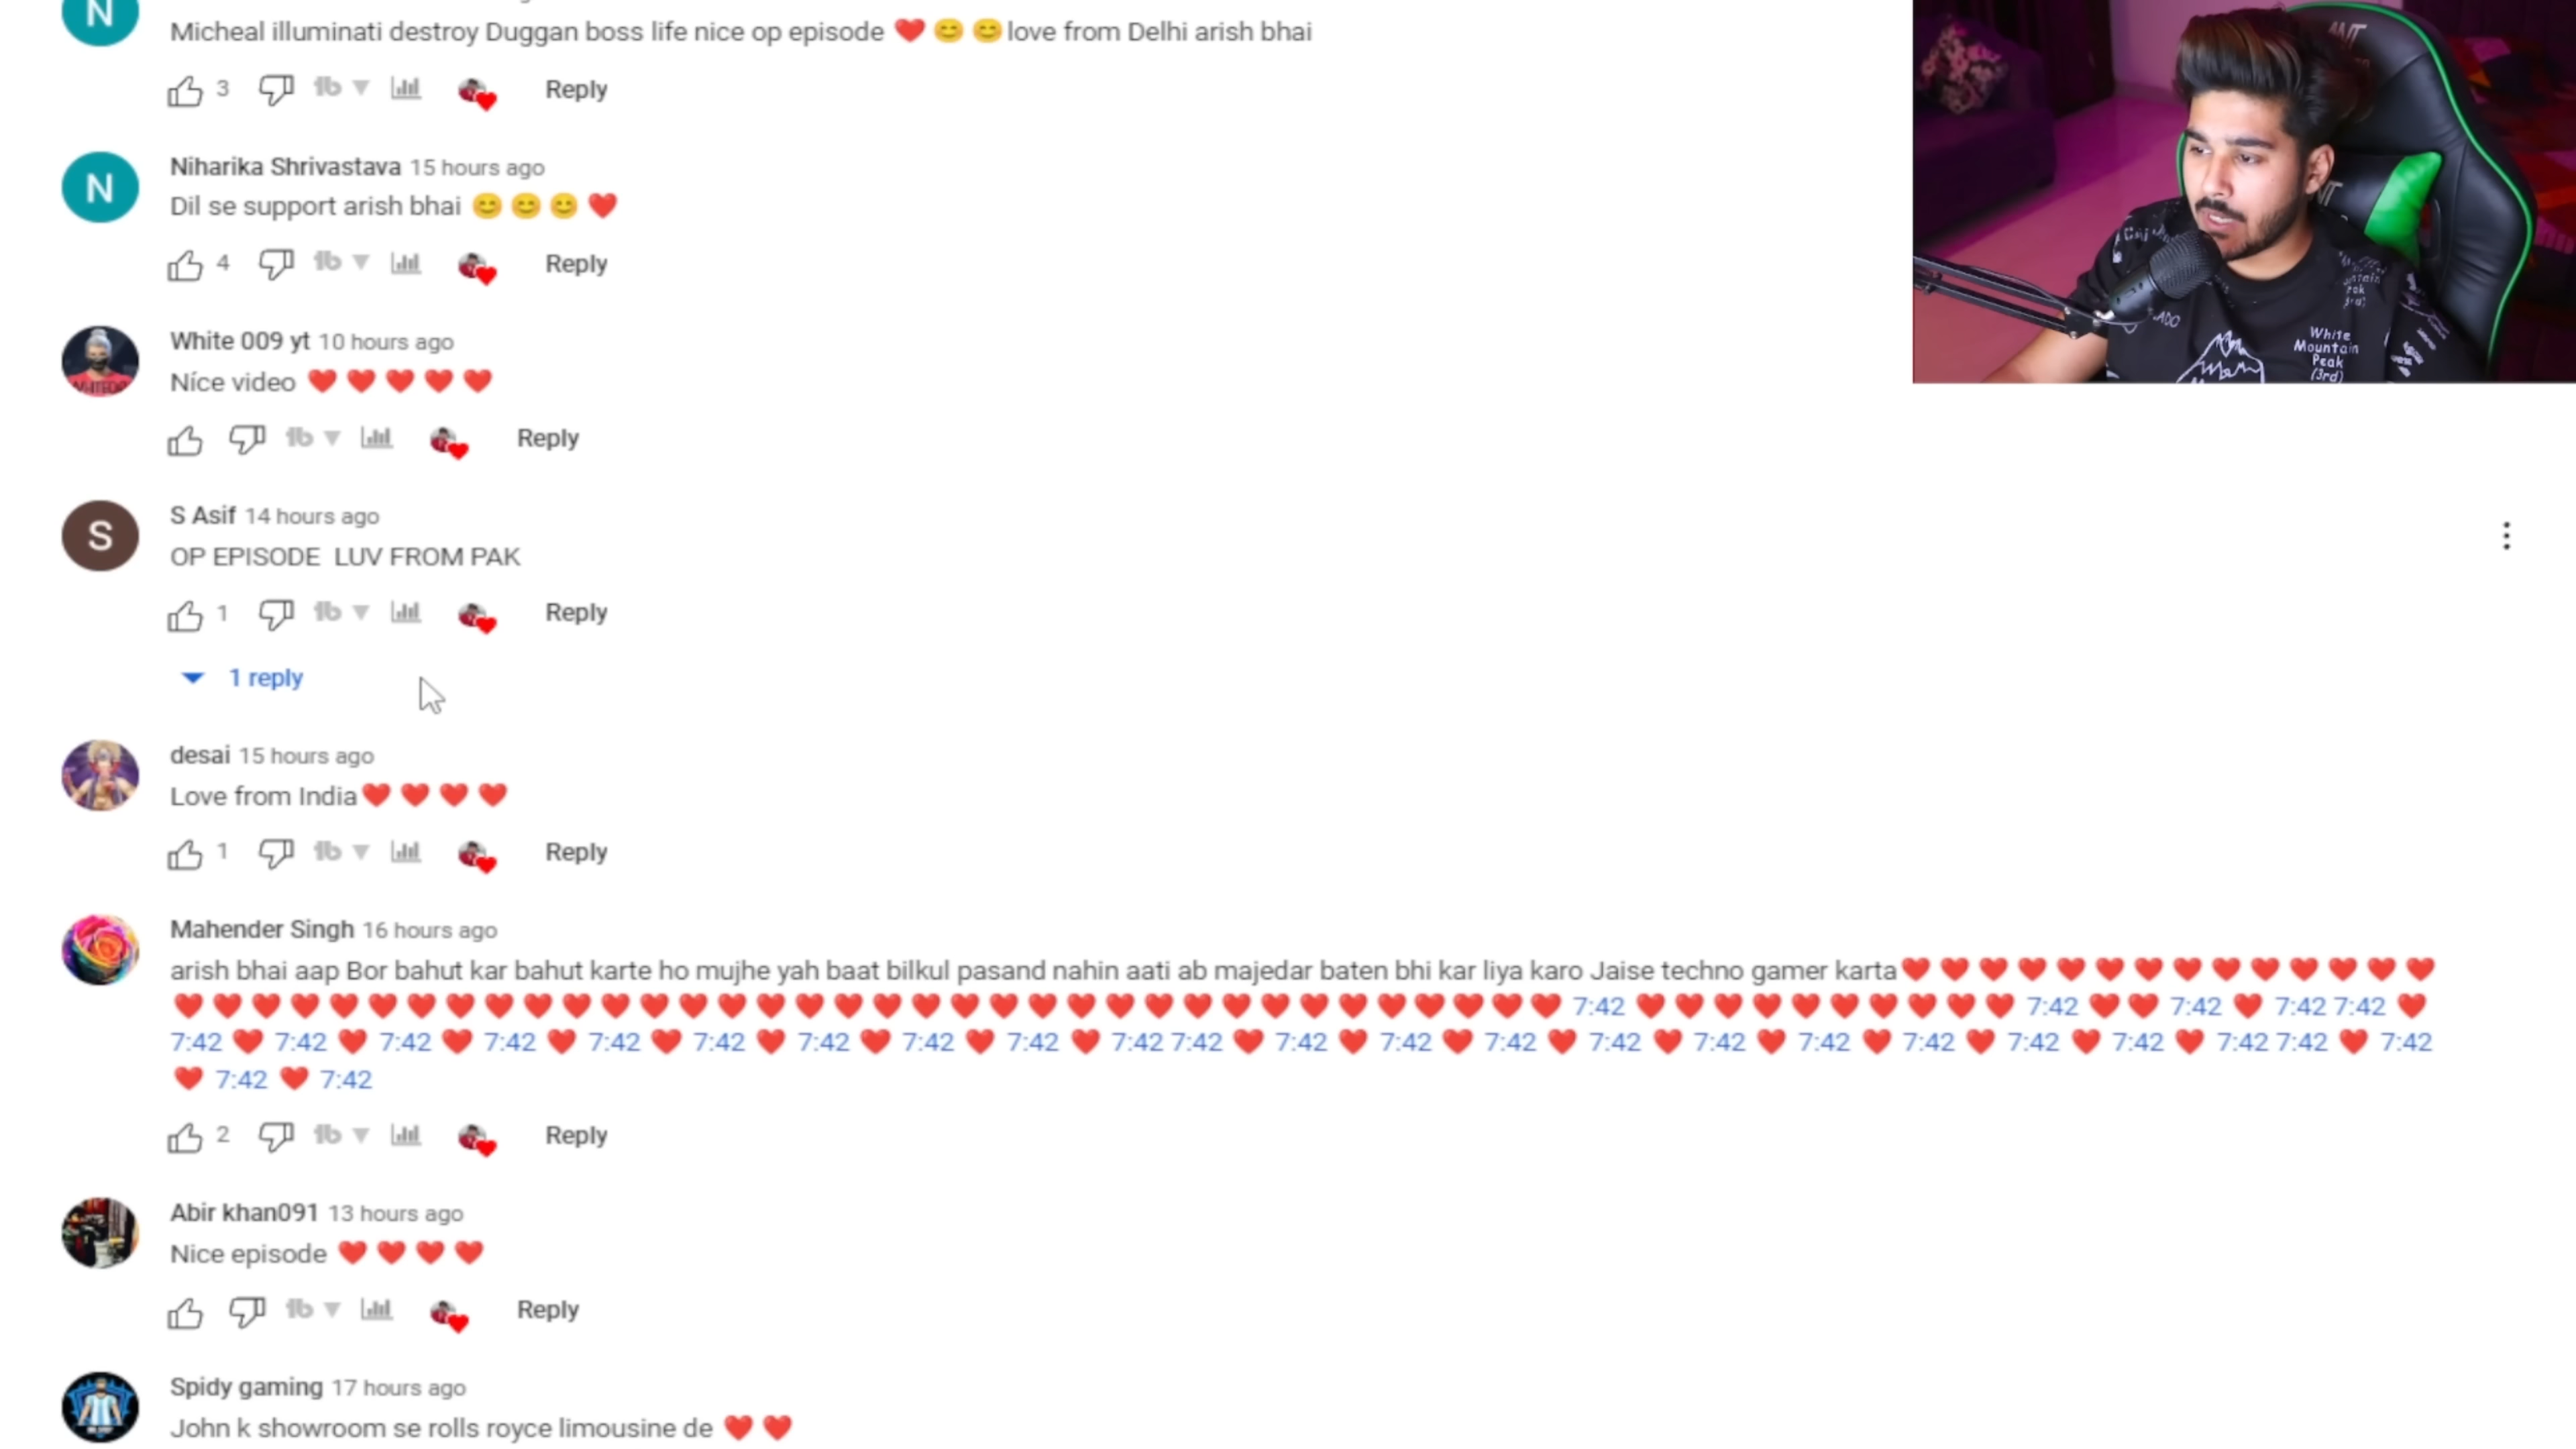 N
Micheal illuminati destroy Duggan boss life nice op episode ❤️ 😊 😊 love from Delhi arish bhai
3 Reply
N
Niharika Shrivastava 15 hours ago
Dil se support arish bhai 😊 😊 😊 ❤️
4 Reply
White 009 yt 10 hours ago
Níce video ❤️ ❤️ ❤️ ❤️ ❤️
Reply
S
S Asif 14 hours ago
OP EPISODE LUV FROM PAK
1 Reply
1 reply
desai 15 hours ago
Love from India ❤️ ❤️ ❤️ ❤️
1 Reply
Mahender Singh 16 hours ago
arish bhai aap Bor bahut kar bahut karte ho mujhe yah baat bilkul pasand nahin aati ab majedar baten bhi kar liya karo Jaise techno gamer karta ❤️ ❤️ ❤️ ❤️ ❤️ ❤️ ❤️ ❤️ ❤️ ❤️ ❤️ ❤️ ❤️ ❤️
❤️ ❤️ ❤️ ❤️ ❤️ ❤️ ❤️ ❤️ ❤️ ❤️ ❤️ ❤️ ❤️ ❤️ ❤️ ❤️ ❤️ ❤️ ❤️ ❤️ ❤️ ❤️ ❤️ ❤️ ❤️ ❤️ ❤️ ❤️ ❤️ ❤️ ❤️ ❤️ ❤️ ❤️ ❤️ ❤️ 7:42 ❤️ ❤️ ❤️ ❤️ ❤️ ❤️ ❤️ ❤️ ❤️ ❤️ 7:42 ❤️ ❤️ 7:42 ❤️ 7:42 7:42 ❤️
7:42 ❤️ 7:42 ❤️ 7:42 ❤️ 7:42 ❤️ 7:42 ❤️ 7:42 ❤️ 7:42 ❤️ 7:42 ❤️ 7:42 ❤️ 7:42 7:42 ❤️ 7:42 ❤️ 7:42 ❤️ 7:42 ❤️ 7:42 ❤️ 7:42 ❤️ 7:42 ❤️ 7:42 ❤️ 7:42 ❤️ 7:42 ❤️ 7:42 7:42 ❤️ 7:42
❤️ 7:42 ❤️ 7:42
2 Reply
Abir khan091 13 hours ago
Nice episode ❤️ ❤️ ❤️ ❤️
Reply
Spidy gaming 17 hours ago
John k showroom se rolls royce limousine de ❤️ ❤️
White
Mountain
Peak
(3rd)